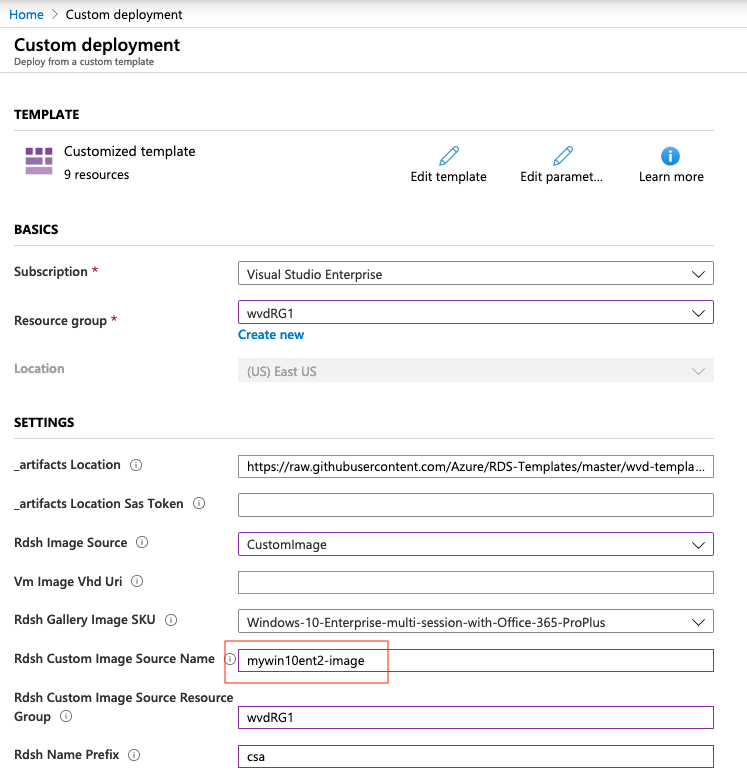 Home > Custom deployment
Custom deployment
Deploy from a custom template
TEMPLATE
Customized template
9 resources
Edit template
Edit paramet...
Learn more
BASICS
Subscription *
Visual Studio Enterprise
Resource group *
wvdRG1
Create new
Location
(US) East US
SETTINGS
_artifacts Location
https://raw.githubusercontent.com/Azure/RDS-Templates/master/wvd-templa...
_artifacts Location Sas Token
Rdsh Image Source
CustomImage
Vm Image Vhd Uri
Rdsh Gallery Image SKU
Windows-10-Enterprise-multi-session-with-Office-365-ProPlus
Rdsh Custom Image Source Name
mywin10ent2-image
Rdsh Custom Image Source Resource
Group
wvdRG1
Rdsh Name Prefix
csa